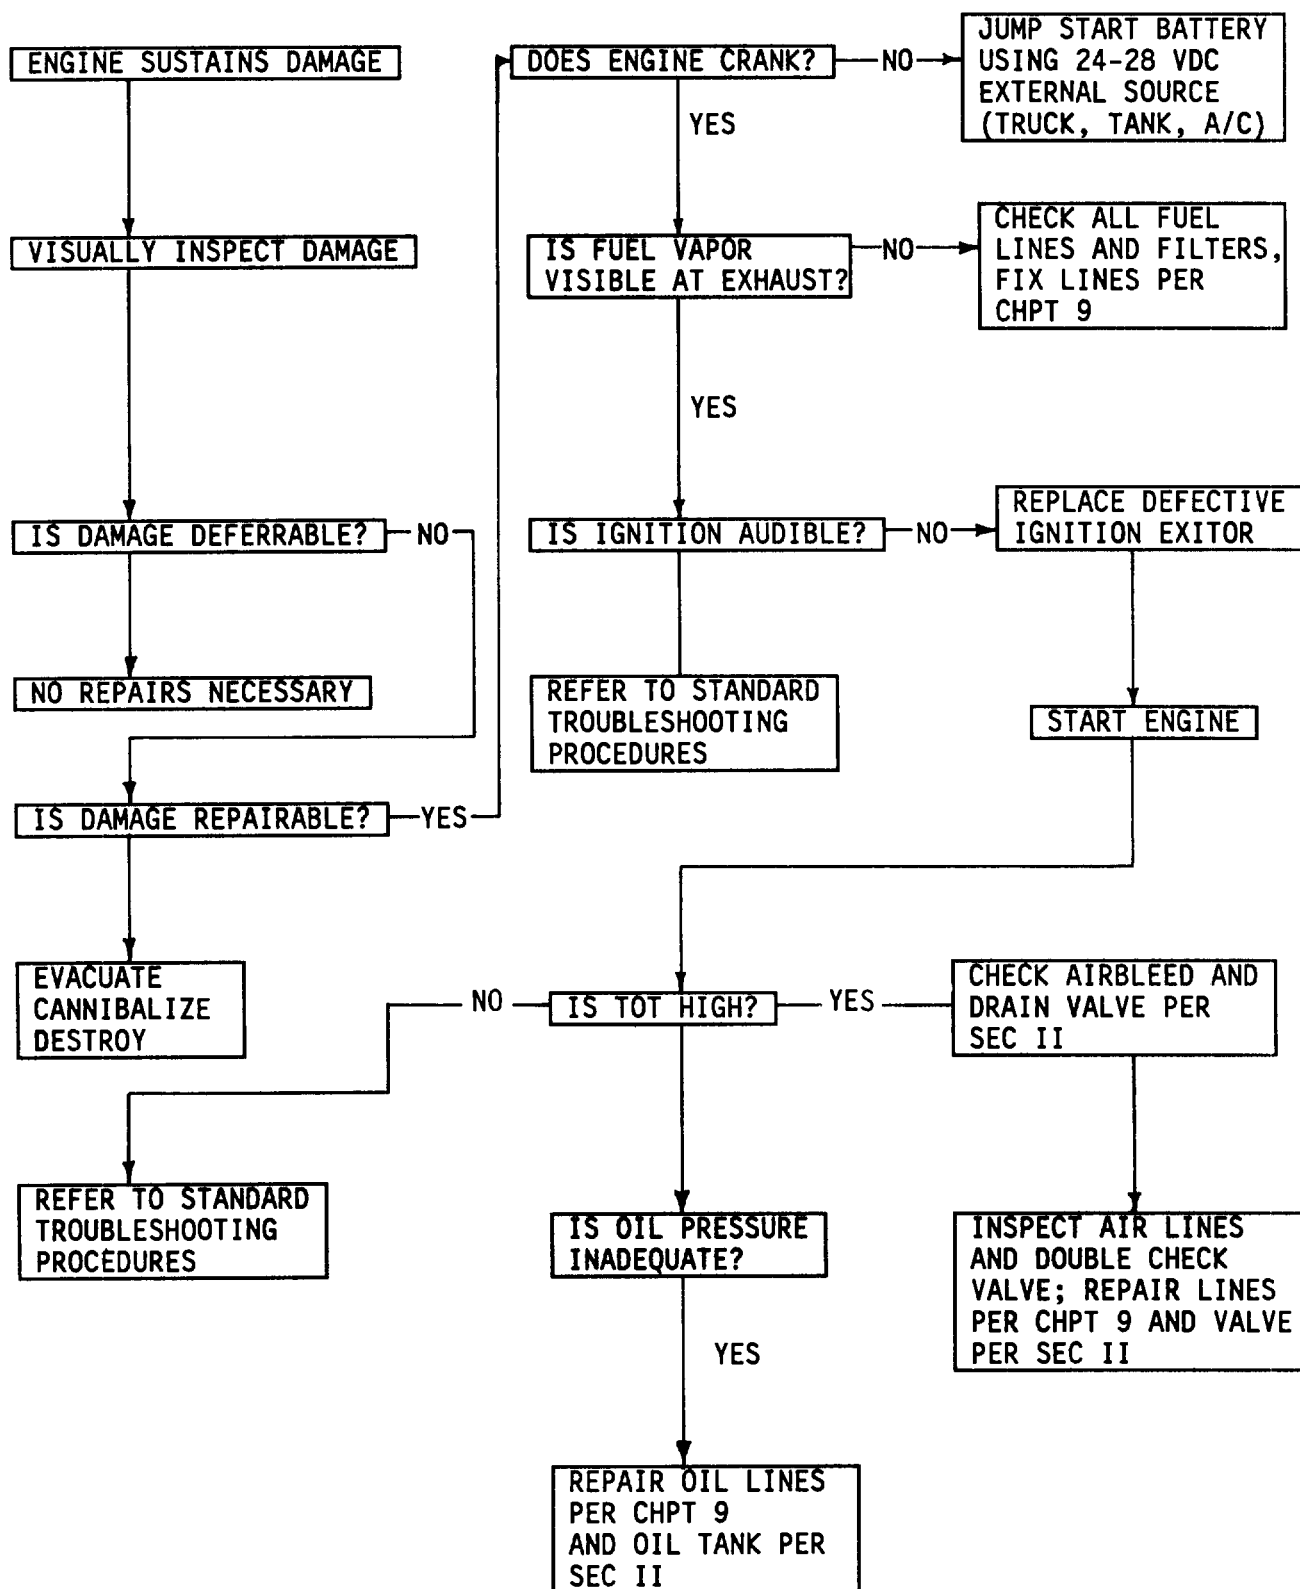 ENGINE SUSTAINS DAMAGE
VISUALLY INSPECT DAMAGE
IS DAMAGE DEFERRABLE?
NO
NO REPAIRS NECESSARY
IS DAMAGE REPAIRABLE?
YES
EVACUATE
CANNIBALIZE
DESTROY
DOES ENGINE CRANK?
NO
JUMP START BATTERY
USING 24-28 VDC
EXTERNAL SOURCE
(TRUCK, TANK, A/C)
YES
IS FUEL VAPOR
VISIBLE AT EXHAUST?
NO
CHECK ALL FUEL
LINES AND FILTERS,
FIX LINES PER
CHPT 9
YES
IS IGNITION AUDIBLE?
NO
REPLACE DEFECTIVE
IGNITION EXITOR
REFER TO STANDARD
TROUBLESHOOTING
PROCEDURES
START ENGINE
IS TOT HIGH?
NO
REFER TO STANDARD
TROUBLESHOOTING
PROCEDURES
YES
CHECK AIRBLEED AND
DRAIN VALVE PER
SEC II
INSPECT AIR LINES
AND DOUBLE CHECK
VALVE; REPAIR LINES
PER CHPT 9 AND VALVE
PER SEC II
IS OIL PRESSURE
INADEQUATE?
YES
REPAIR OIL LINES
PER CHPT 9
AND OIL TANK PER
SEC II